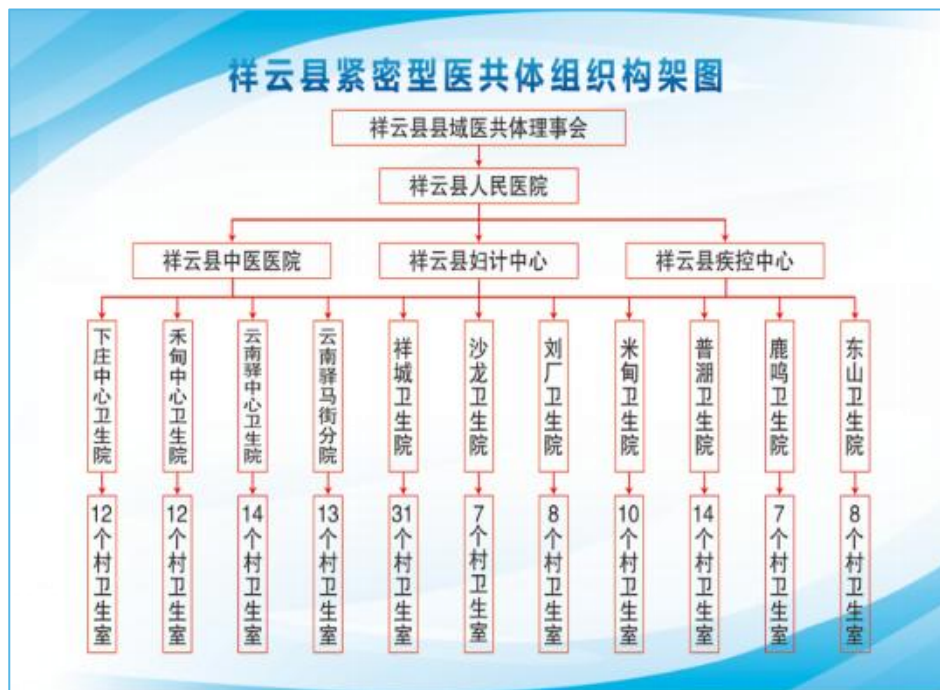 祥云县紧密型医共体组织构架图
祥云县县域医共体理事会
祥云县人民医院
祥云县中医医院
祥云县妇计中心
祥云县疾控中心
下庄中心卫生院
禾甸中心卫生院
云南驿中心卫生院
云南驿马街分院
祥城卫生院
沙龙卫生院
刘厂卫生院
米甸卫生院
普淜卫生院
鹿鸣卫生院
东山卫生院
12个村卫生室
12个村卫生室
14个村卫生室
13个村卫生室
31个村卫生室
7个村卫生室
8个村卫生室
10个村卫生室
14个村卫生室
7个村卫生室
8个村卫生室